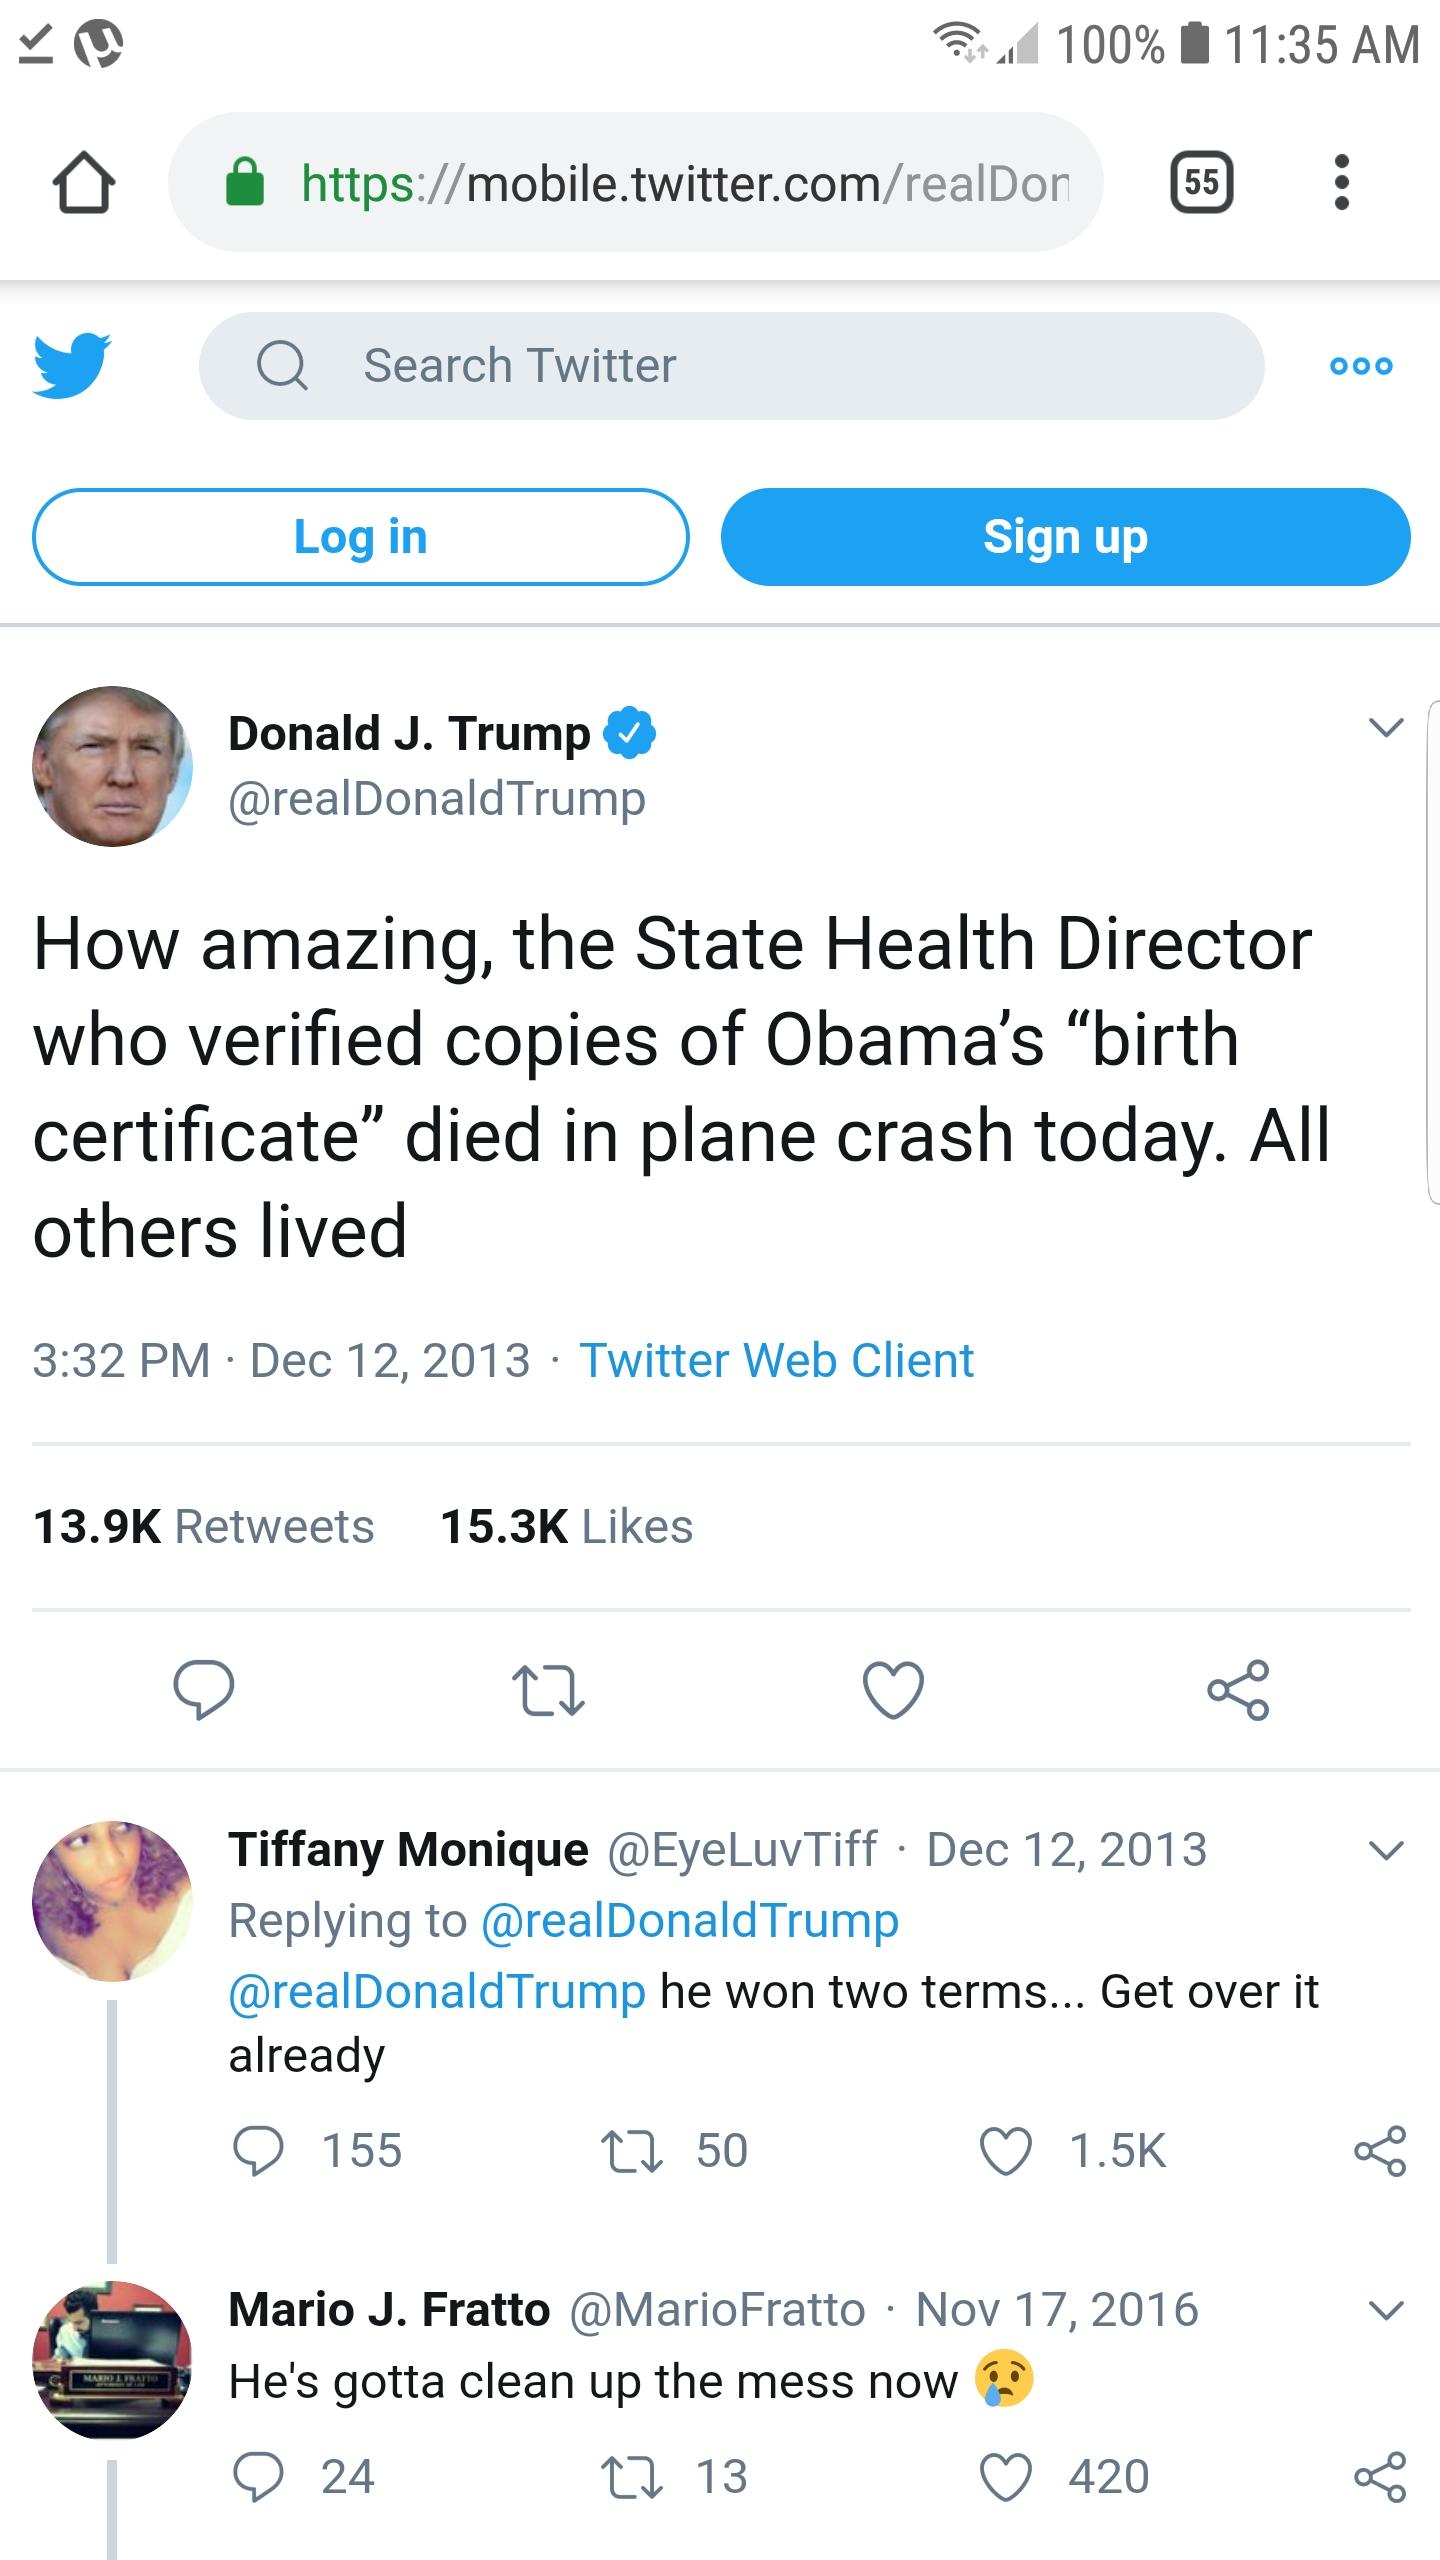 100% 11:35 AM
https://mobile.twitter.com/realDon
55
Search Twitter
Log in
Sign up
Donald J. Trump
@realDonaldTrump
How amazing, the State Health Director
who verified copies of Obama’s “birth
certificate” died in plane crash today. All
others lived
3:32 PM · Dec 12, 2013 · Twitter Web Client
13.9K Retweets 15.3K Likes
Tiffany Monique @EyeLuvTiff · Dec 12, 2013
Replying to @realDonaldTrump
@realDonaldTrump he won two terms... Get over it
already
155 50 1.5K
Mario J. Fratto @MarioFratto · Nov 17, 2016
He's gotta clean up the mess now 😢
MARIO J. FRATTO
24 13 420